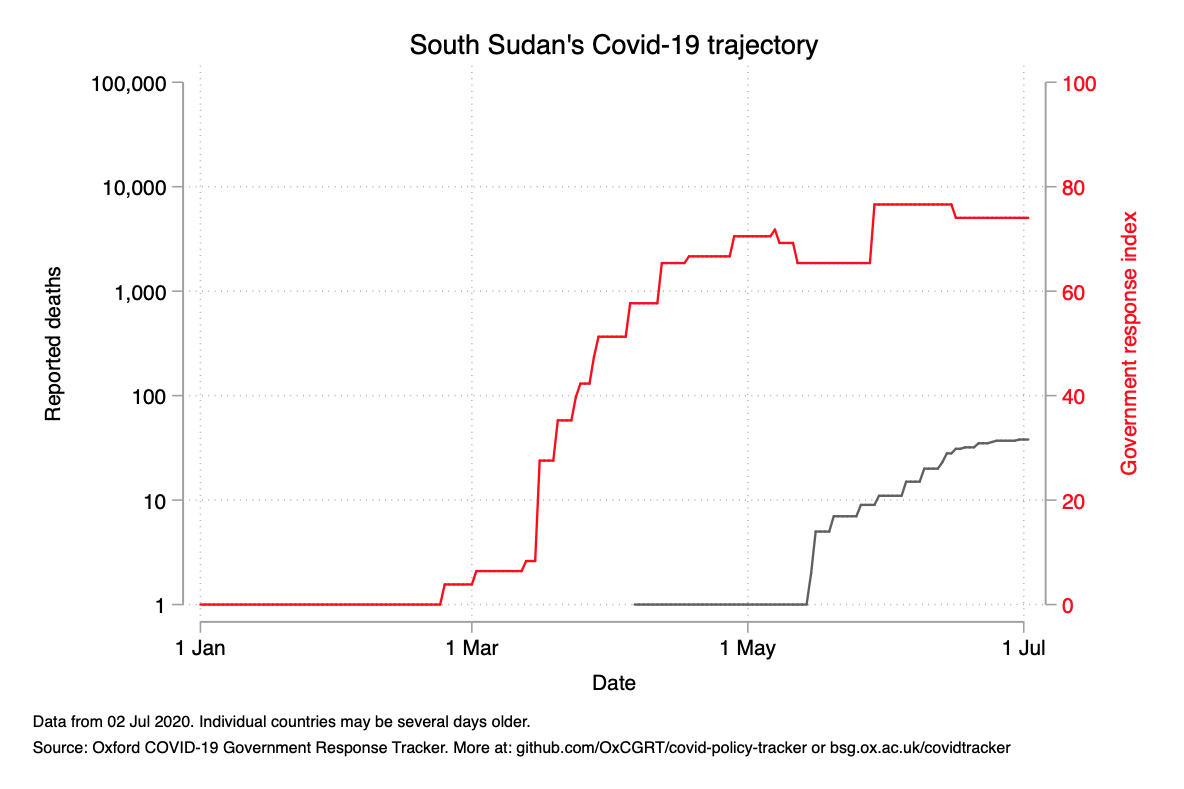 South Sudan's Covid-19 trajectory
100,000
10,000
1,000
100
10
1
Reported deaths
100
80
60
40
20
0
Government response index
1 Jan
1 Mar
1 May
1 Jul
Date
Data from 02 Jul 2020. Individual countries may be several days older.
Source: Oxford COVID-19 Government Response Tracker. More at: github.com/OxCGRT/covid-policy-tracker or bsg.ox.ac.uk/covidtracker